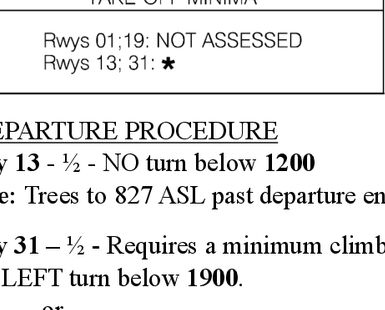 TAKE-OFF MINIMA
Rwys 01;19: NOT ASSESSED
Rwys 13; 31: *
EPARTURE PROCEDURE
y 13 - ½ - NO turn below 1200
e: Trees to 827 ASL past departure en
y 31 – ½ - Requires a minimum climb
LEFT turn below 1900.
or